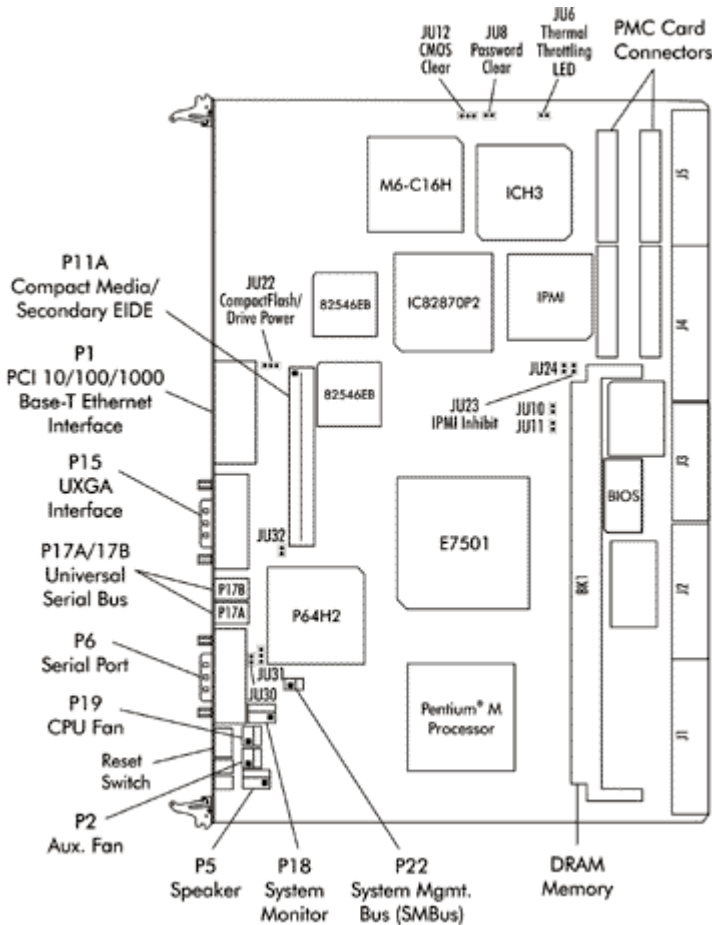 JU12
CMOS
Clear
JU8
Password
Clear
JU6
Thermal
Throttling
LED
PMC Card
Connectors
M6-C16H
ICH3
J5
P11A
Compact Media/
Secondary EIDE
JU22
CompactFlash/
Drive Power
82546EB
IC82870P2
IPMI
J4
P1
PCI 10/100/1000
Base-T Ethernet
Interface
82546EB
JU24
JU23
IPMI Inhibit
JU10
JU11
J3
P15
UXGA
Interface
BIOS
JU32
E7501
P17A/17B
Universal
Serial Bus
P17B
P17A
P64H2
BK1
J2
P6
Serial Port
JU31
JU30
P19
CPU Fan
Pentium® M
Processor
J1
Reset
Switch
P2
Aux. Fan
P5
Speaker
P18
System
Monitor
P22
System Mgmt.
Bus (SMBus)
DRAM
Memory